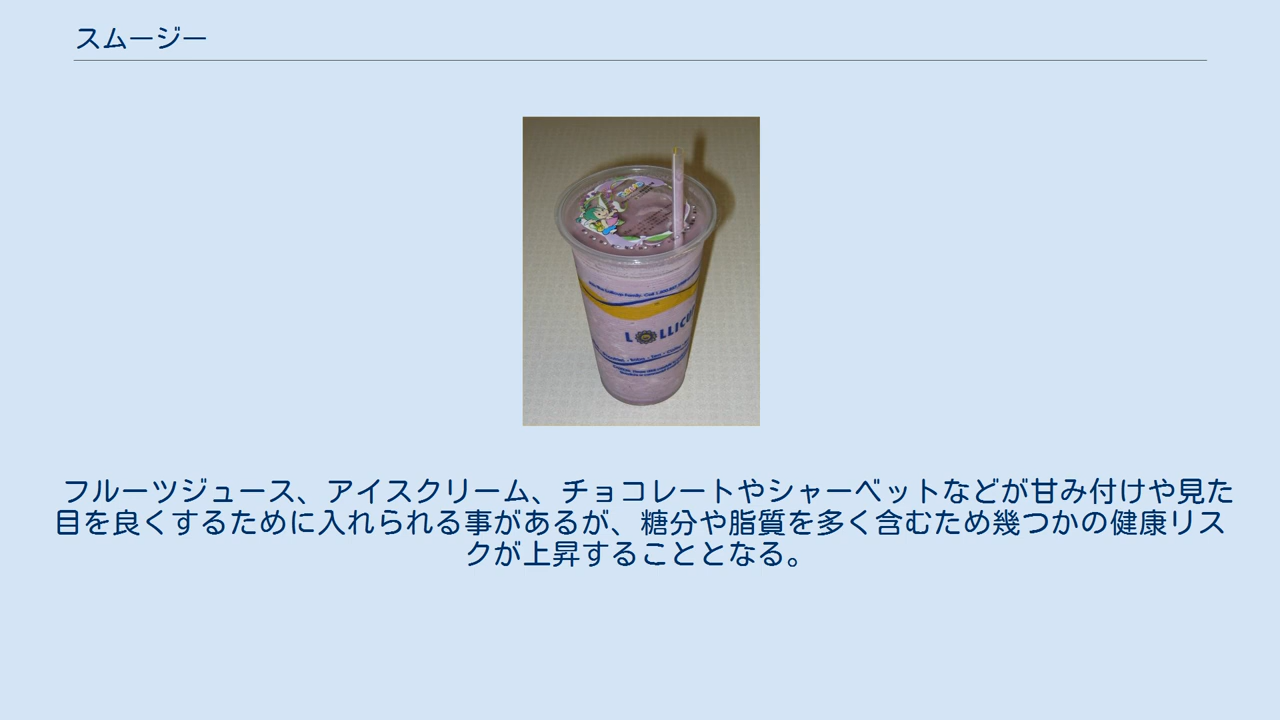 スムージー
LOLLICU
フルーツジュース、アイスクリーム、チョコレートやシャーベットなどが甘み付けや見た
目を良くするために入れられる事があるが、糖分や脂質を多く含むため幾つかの健康リス
クが上昇することとなる。